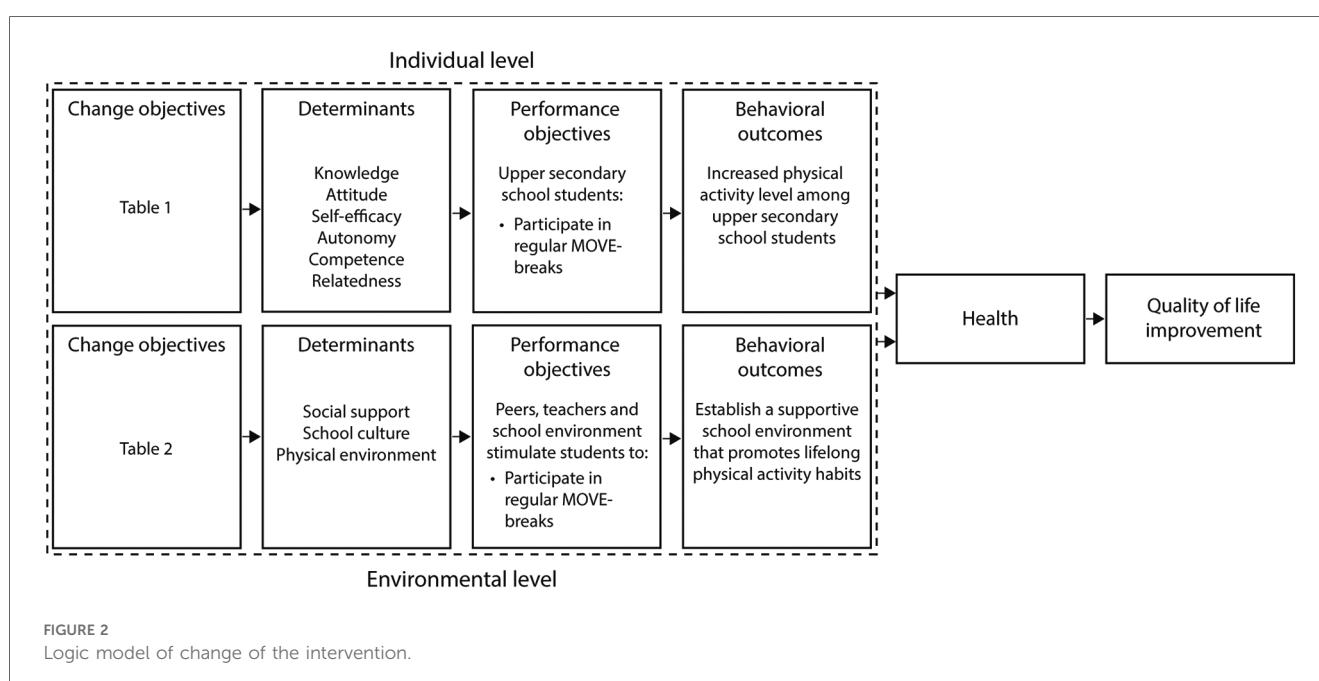 Individual level
Change objectives
Table 1
Determinants
Knowledge
Attitude
Self-efficacy
Autonomy
Competence
Relatedness
Performance
objectives
Upper secondary
school students:
• Participate in
regular MOVE-
breaks
Behavioral
outcomes
Increased physical
activity level among
upper secondary
school students
Change objectives
Table 2
Determinants
Social support
School culture
Physical environment
Performance
objectives
Peers, teachers and
school environment
stimulate students to:
• Participate in
regular MOVE-
breaks
Behavioral
outcomes
Establish a supportive
school environment
that promotes lifelong
physical activity habits
Health
Quality of life
improvement
Environmental level
FIGURE 2
Logic model of change of the intervention.